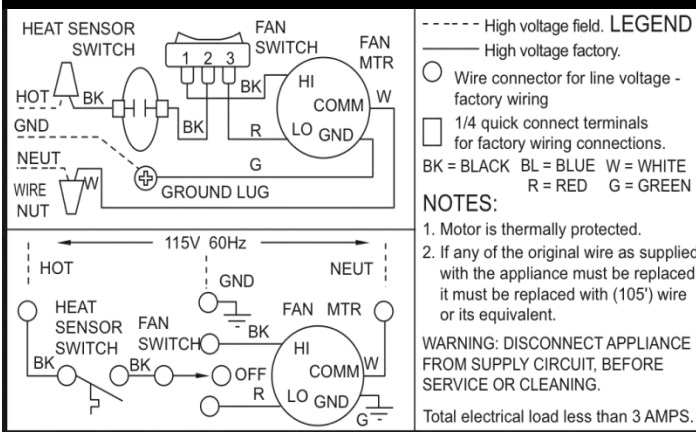 HEAT SENSOR
SWITCH
FAN
SWITCH
FAN
MTR
1 2 3
HI
BK
COMM
W
HOT
BK
BK
R
LO GND
GND
G
NEUT
GROUND LUG
WIRE
NUT
W
115V 60Hz
HOT
GND
NEUT
HEAT
SENSOR
SWITCH
FAN
SWITCH
FAN MTR
BK
HI
BK
BK
OFF
COMM
W
R
LO GND
G
---- High voltage field. LEGEND
High voltage factory.
Wire connector for line voltage -
factory wiring
1/4 quick connect terminals
for factory wiring connections.
BK = BLACK BL = BLUE W = WHITE
R = RED G = GREEN
NOTES:
1. Motor is thermally protected.
2. If any of the original wire as supplied
with the appliance must be replaced
it must be replaced with (105') wire
or its equivalent.
WARNING: DISCONNECT APPLIANCE
FROM SUPPLY CIRCUIT, BEFORE
SERVICE OR CLEANING.
Total electrical load less than 3 AMPS.